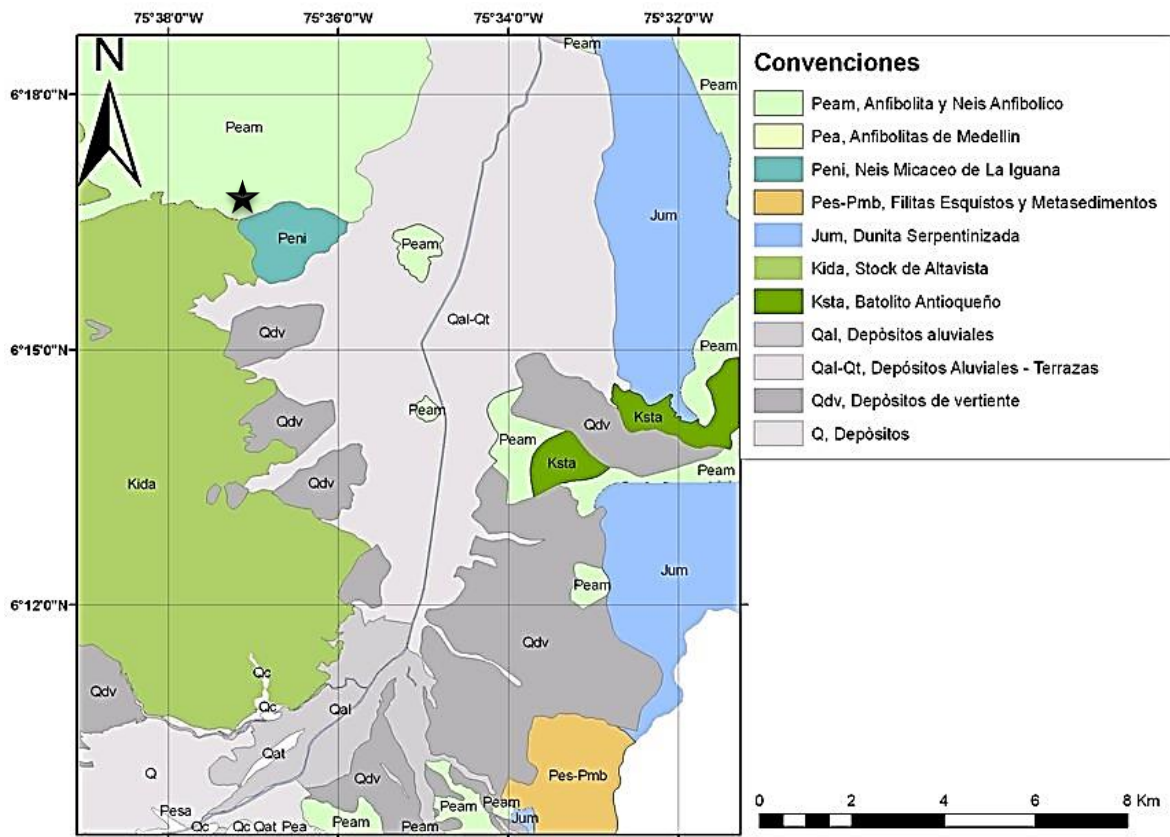 75°38'0"W 75°36'0"W 75°34'0"W 75°32'0"W
N
6°18'0"N
6°15'0"N
6°12'0"N
Peam
Peam
Peam
Jum
Peni
Peam
Qal-Qt
Qdv
Peam
Peam
Ksta
Qdv
Qdv
Peam
Ksta
Peam
Kida
Qdv
Jum
Peam
Qdv
Qc
Qdv
Qc
Qal
Qat
Q
Pes-Pmb
Qdv
Pesa
Peam
Peam
Jum
Qc
Qc Qat Pea
Peam
Peam
Convenciones
Peam, Anfibolita y Neis Anfibolico
Pea, Anfibolitas de Medellin
Peni, Neis Micaceo de La Iguana
Pes-Pmb, Filitas Esquistos y Metasedimentos
Jum, Dunita Serpentinizada
Kida, Stock de Altavista
Ksta, Batolito Antioqueño
Qal, Depòsitos aluviales
Qal-Qt, Depósitos Aluviales - Terrazas
Qdv, Depòsitos de vertiente
Q, Depòsitos
0 2 4 6 8 Km